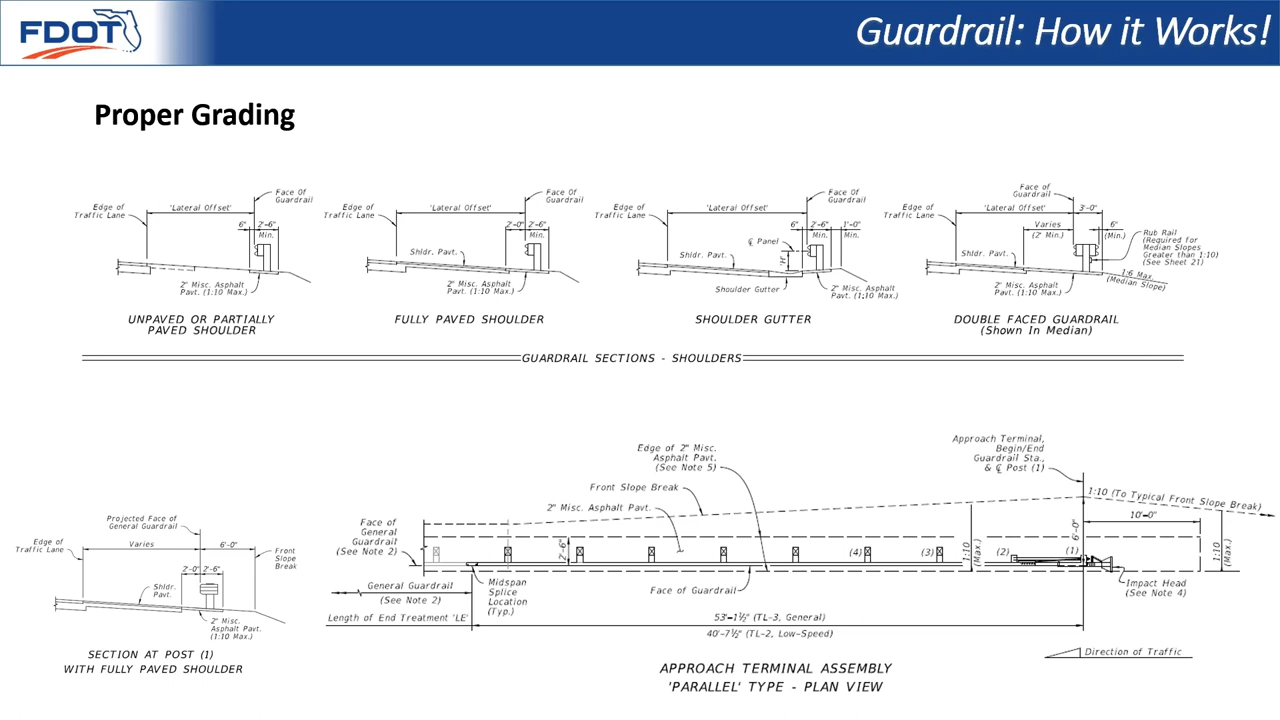 FDOT
Guardrail: How it Works!
Proper Grading
Edge of
Traffic Lane
'Lateral Offset'
Face Of
Guardrail
6"
2'-6"
Min.
2" Misc. Asphalt
Pavt. (1:10 Max.)
UNPAVED OR PARTIALLY
PAVED SHOULDER
Edge of
Traffic Lane
'Lateral Offset'
Face Of
Guardrail
2'-0"
2'-6"
Min.
Shldr. Pavt.
2" Misc. Asphalt
Pavt. (1:10 Max.)
FULLY PAVED SHOULDER
Edge of
Traffic Lane
'Lateral Offset'
Face Of
Guardrail
6"
2'-6"
Min.
1'-0"
Min.
℄ Panel
'H'
Shldr. Pavt.
Shoulder Gutter
2" Misc. Asphalt
Pavt. (1:10 Max.)
SHOULDER GUTTER
Edge of
Traffic Lane
'Lateral Offset'
Face of
Guardrail
3'-0"
Varies
(2' Min.)
6"
(Min.)
Shldr. Pavt.
Rub Rail
(Required for
Median Slopes
Greater than 1:10)
(See Sheet 21)
1:6 Max.
(Median Slope)
2" Misc. Asphalt
Pavt. (1:10 Max.)
DOUBLE FACED GUARDRAIL
(Shown In Median)
GUARDRAIL SECTIONS - SHOULDERS
Projected Face of
General Guardrail
Edge of
Traffic Lane
Varies
6'-0"
Front
Slope
Break
2'-0"
2'-6"
Shldr.
Pavt.
2" Misc.
Asphalt Pavt.
(1:10 Max.)
SECTION AT POST (1)
WITH FULLY PAVED SHOULDER
Edge of 2" Misc.
Asphalt Pavt.
(See Note 5)
Front Slope Break
2" Misc. Asphalt Pavt.
Approach Terminal,
Begin/End
Guardrail Sta.,
& ℄ Post (1)
1:10 (To Typical Front Slope Break)
10'-0"
Face of
General
Guardrail
(See Note 2)
2'-6"
(4)
(3)
1:10
(Max.)
(2)
(1)
6'-0"
1:10
(Max.)
General Guardrail
(See Note 2)
Midspan
Splice
Location
(Typ.)
Face of Guardrail
Impact Head
(See Note 4)
Length of End Treatment 'LE'
53'-1½" (TL-3, General)
40'-7½" (TL-2, Low-Speed)
Direction of Traffic
APPROACH TERMINAL ASSEMBLY
'PARALLEL' TYPE - PLAN VIEW